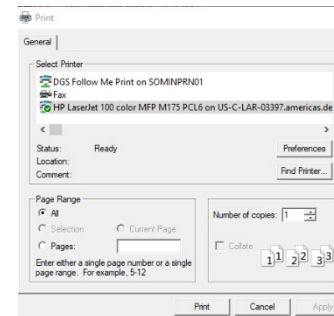 Print
General
Select Printer
DGS Follow Me Print on SOMINPRN01
Fax
HP LaserJet 100 color MFP M175 PCL6 on US-C-LAR-03397.americas.de
Status: Ready
Preferences
Location:
Comment:
Find Printer...
Page Range
All
Selection Current Page
Pages:
Enter either a single page number or a single
page range. For example, 5-12
Number of copies: 1
Collate
1 1 2 2 3 3
Print Cancel Apply